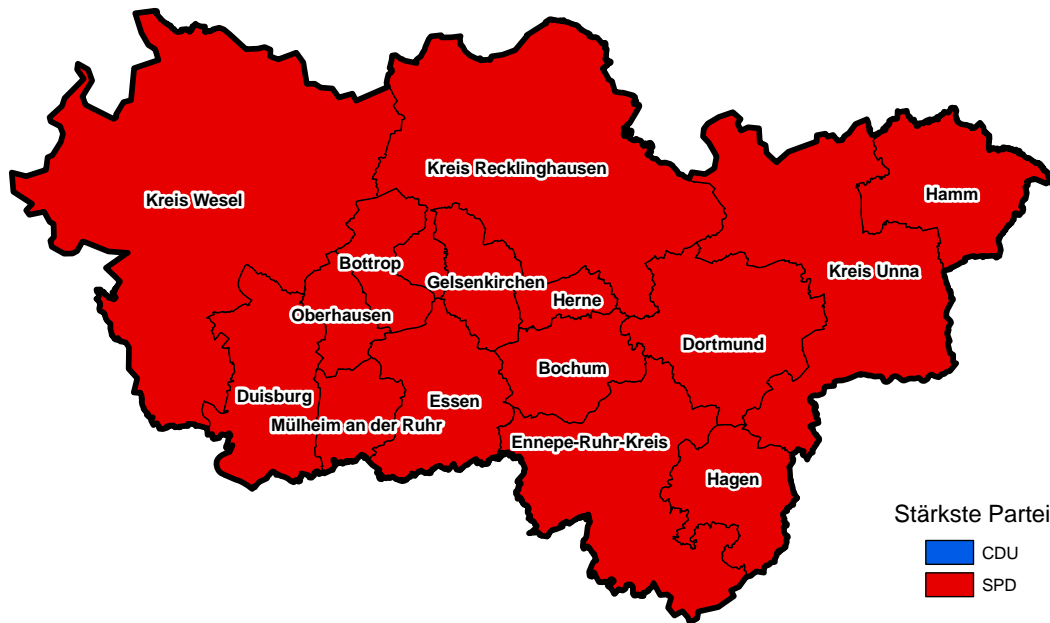 Kreis Recklinghausen
Hamm
Kreis Wesel
Bottrop
Gelsenkirchen
Kreis Unna
Herne
Oberhausen
Dortmund
Bochum
Duisburg
Essen
Mülheim an der Ruhr
Ennepe-Ruhr-Kreis
Hagen
Stärkste Partei
CDU
SPD